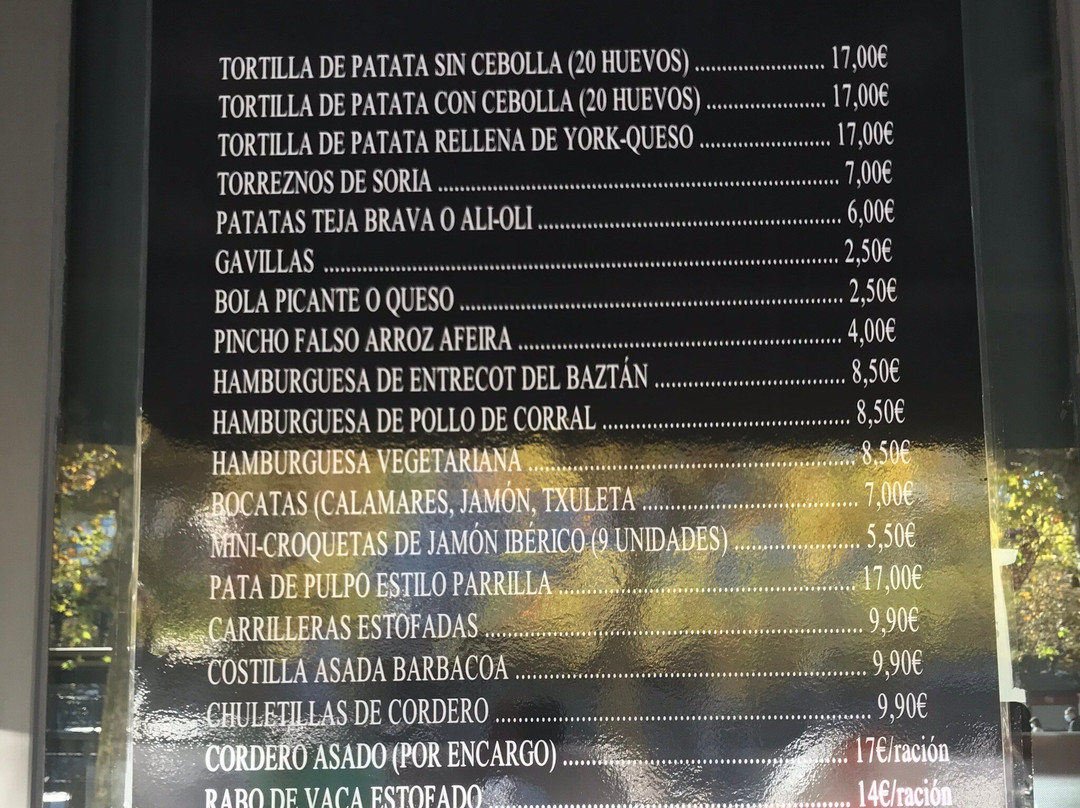 TORTILLA DE PATATA SIN CEBOLLA (20 HUEVOS) ........................ 17,00€
TORTILLA DE PATATA CON CEBOLLA (20 HUEVOS) ...................... 17,00€
TORTILLA DE PATATA RELLENA DE YORK-QUESO ........................ 17,00€
TORREZNOS DE SORIA ........................................................................ 7,00€
PATATAS TEJA BRAVA O ALI-OLI ...................................................... 6,00€
GAVILLAS ............................................................................................ 2,50€
BOLA PICANTE O QUESO .................................................................... 2,50€
PINCHO FALSO ARROZ AFEIRA .......................................................... 4,00€
HAMBURGUESA DE ENTRECOT DEL BAZTÁN ................................... 8,50€
HAMBURGUESA DE POLLO DE CORRAL ............................................ 8,50€
HAMBURGUESA VEGETARIANA .......................................................... 8,50€
BOCATAS (CALAMARES, JAMÓN, TXULETA ...................................... 7,00€
MINI-CROQUETAS DE JAMÓN IBÉRICO (9 UNIDADES) ...................... 5,50€
PATA DE PULPO ESTILO PARRILLA .................................................... 17,00€
CARRILLERAS ESTOFADAS .................................................................. 9,90€
COSTILLA ASADA BARBACOA .............................................................. 9,90€
CHULETILLAS DE CORDERO .................................................................. 9,90€
CORDERO ASADO (POR ENCARGO) .................................................... 17€/ración
RABO DE VACA ESTOFADO .................................................................. 14€/ración